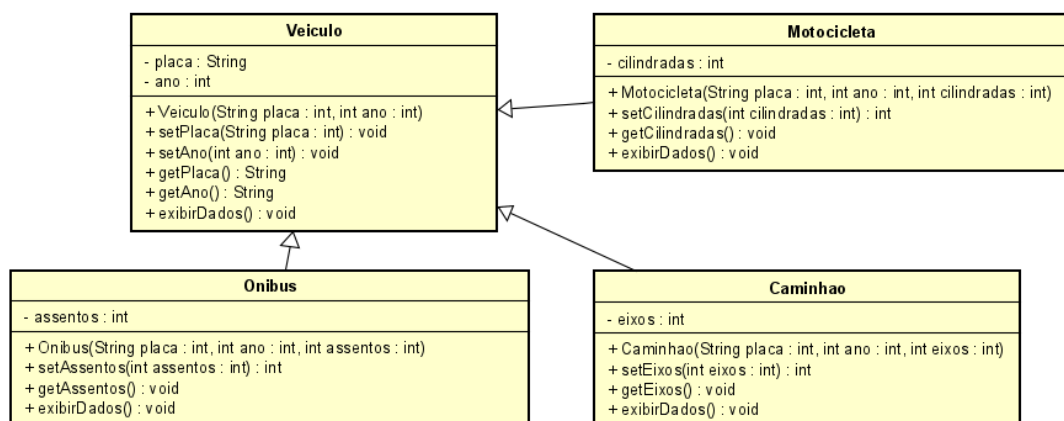 Veiculo
- placa : String
- ano : int
+ Veiculo(String placa : int, int ano : int)
+ setPlaca(String placa : int) : void
+ setAno(int ano : int) : void
+ getPlaca() : String
+ getAno() : String
+ exibirDados() : void
Motocicleta
- cilindradas : int
+ Motocicleta(String placa : int, int ano : int, int cilindradas : int)
+ setCilindradas(int cilindradas : int) : int
+ getCilindradas() : void
+ exibirDados() : void
Onibus
- assentos : int
+ Onibus(String placa : int, int ano : int, int assentos : int)
+ setAssentos(int assentos : int) : int
+ getAssentos() : void
+ exibirDados() : void
Caminhao
- eixos : int
+ Caminhao(String placa : int, int ano : int, int eixos : int)
+ setEixos(int eixos : int) : int
+ getEixos() : void
+ exibirDados() : void